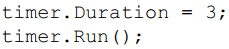 timer.Duration = 3;
timer.Run();